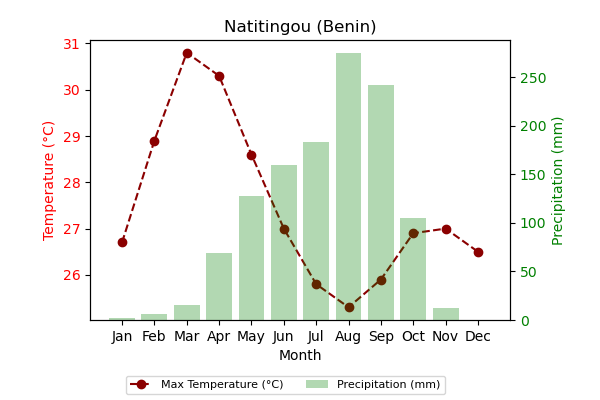 Natitingou (Benin)
Temperature (°C)
31
30
29
28
27
26
250
200
150
100
50
0
Precipitation (mm)
Jan Feb Mar Apr May Jun Jul Aug Sep Oct Nov Dec
Month
Max Temperature (°C) Precipitation (mm)